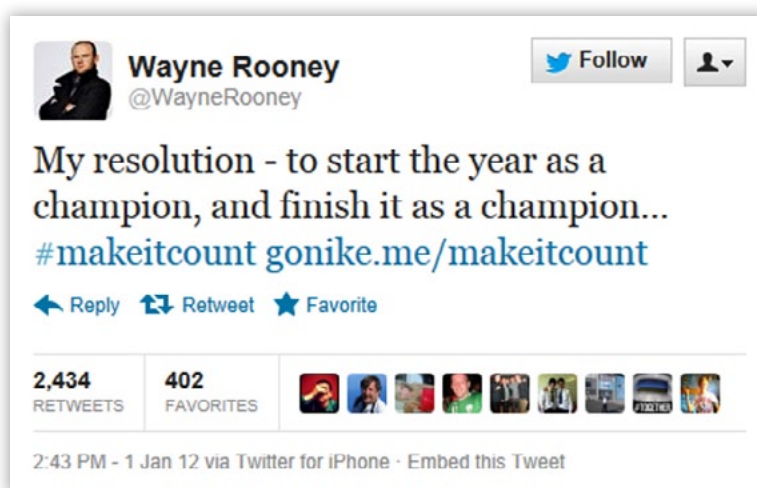 Wayne Rooney
@WayneRooney
Follow
My resolution - to start the year as a
champion, and finish it as a champion...
#makeitcount gonike.me/makeitcount
Reply Retweet Favorite
2,434 402
RETWEETS FAVORITES
#TOGETHER
2:43 PM - 1 Jan 12 via Twitter for iPhone · Embed this Tweet